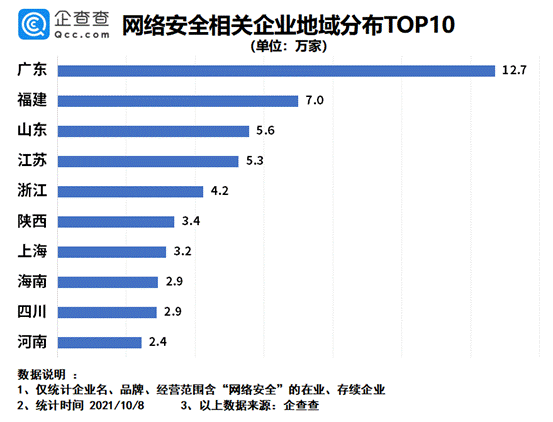 企查查
Qcc.com
网络安全相关企业地域分布TOP10
(单位：万家)
广东 12.7
福建 7.0
山东 5.6
江苏 5.3
浙江 4.2
陕西 3.4
上海 3.2
海南 2.9
四川 2.9
河南 2.4
数据说明 ：
1、仅统计企业名、品牌、经营范围含“网络安全”的在业、存续企业
2、统计时间 2021/10/8 3、以上数据来源：企查查